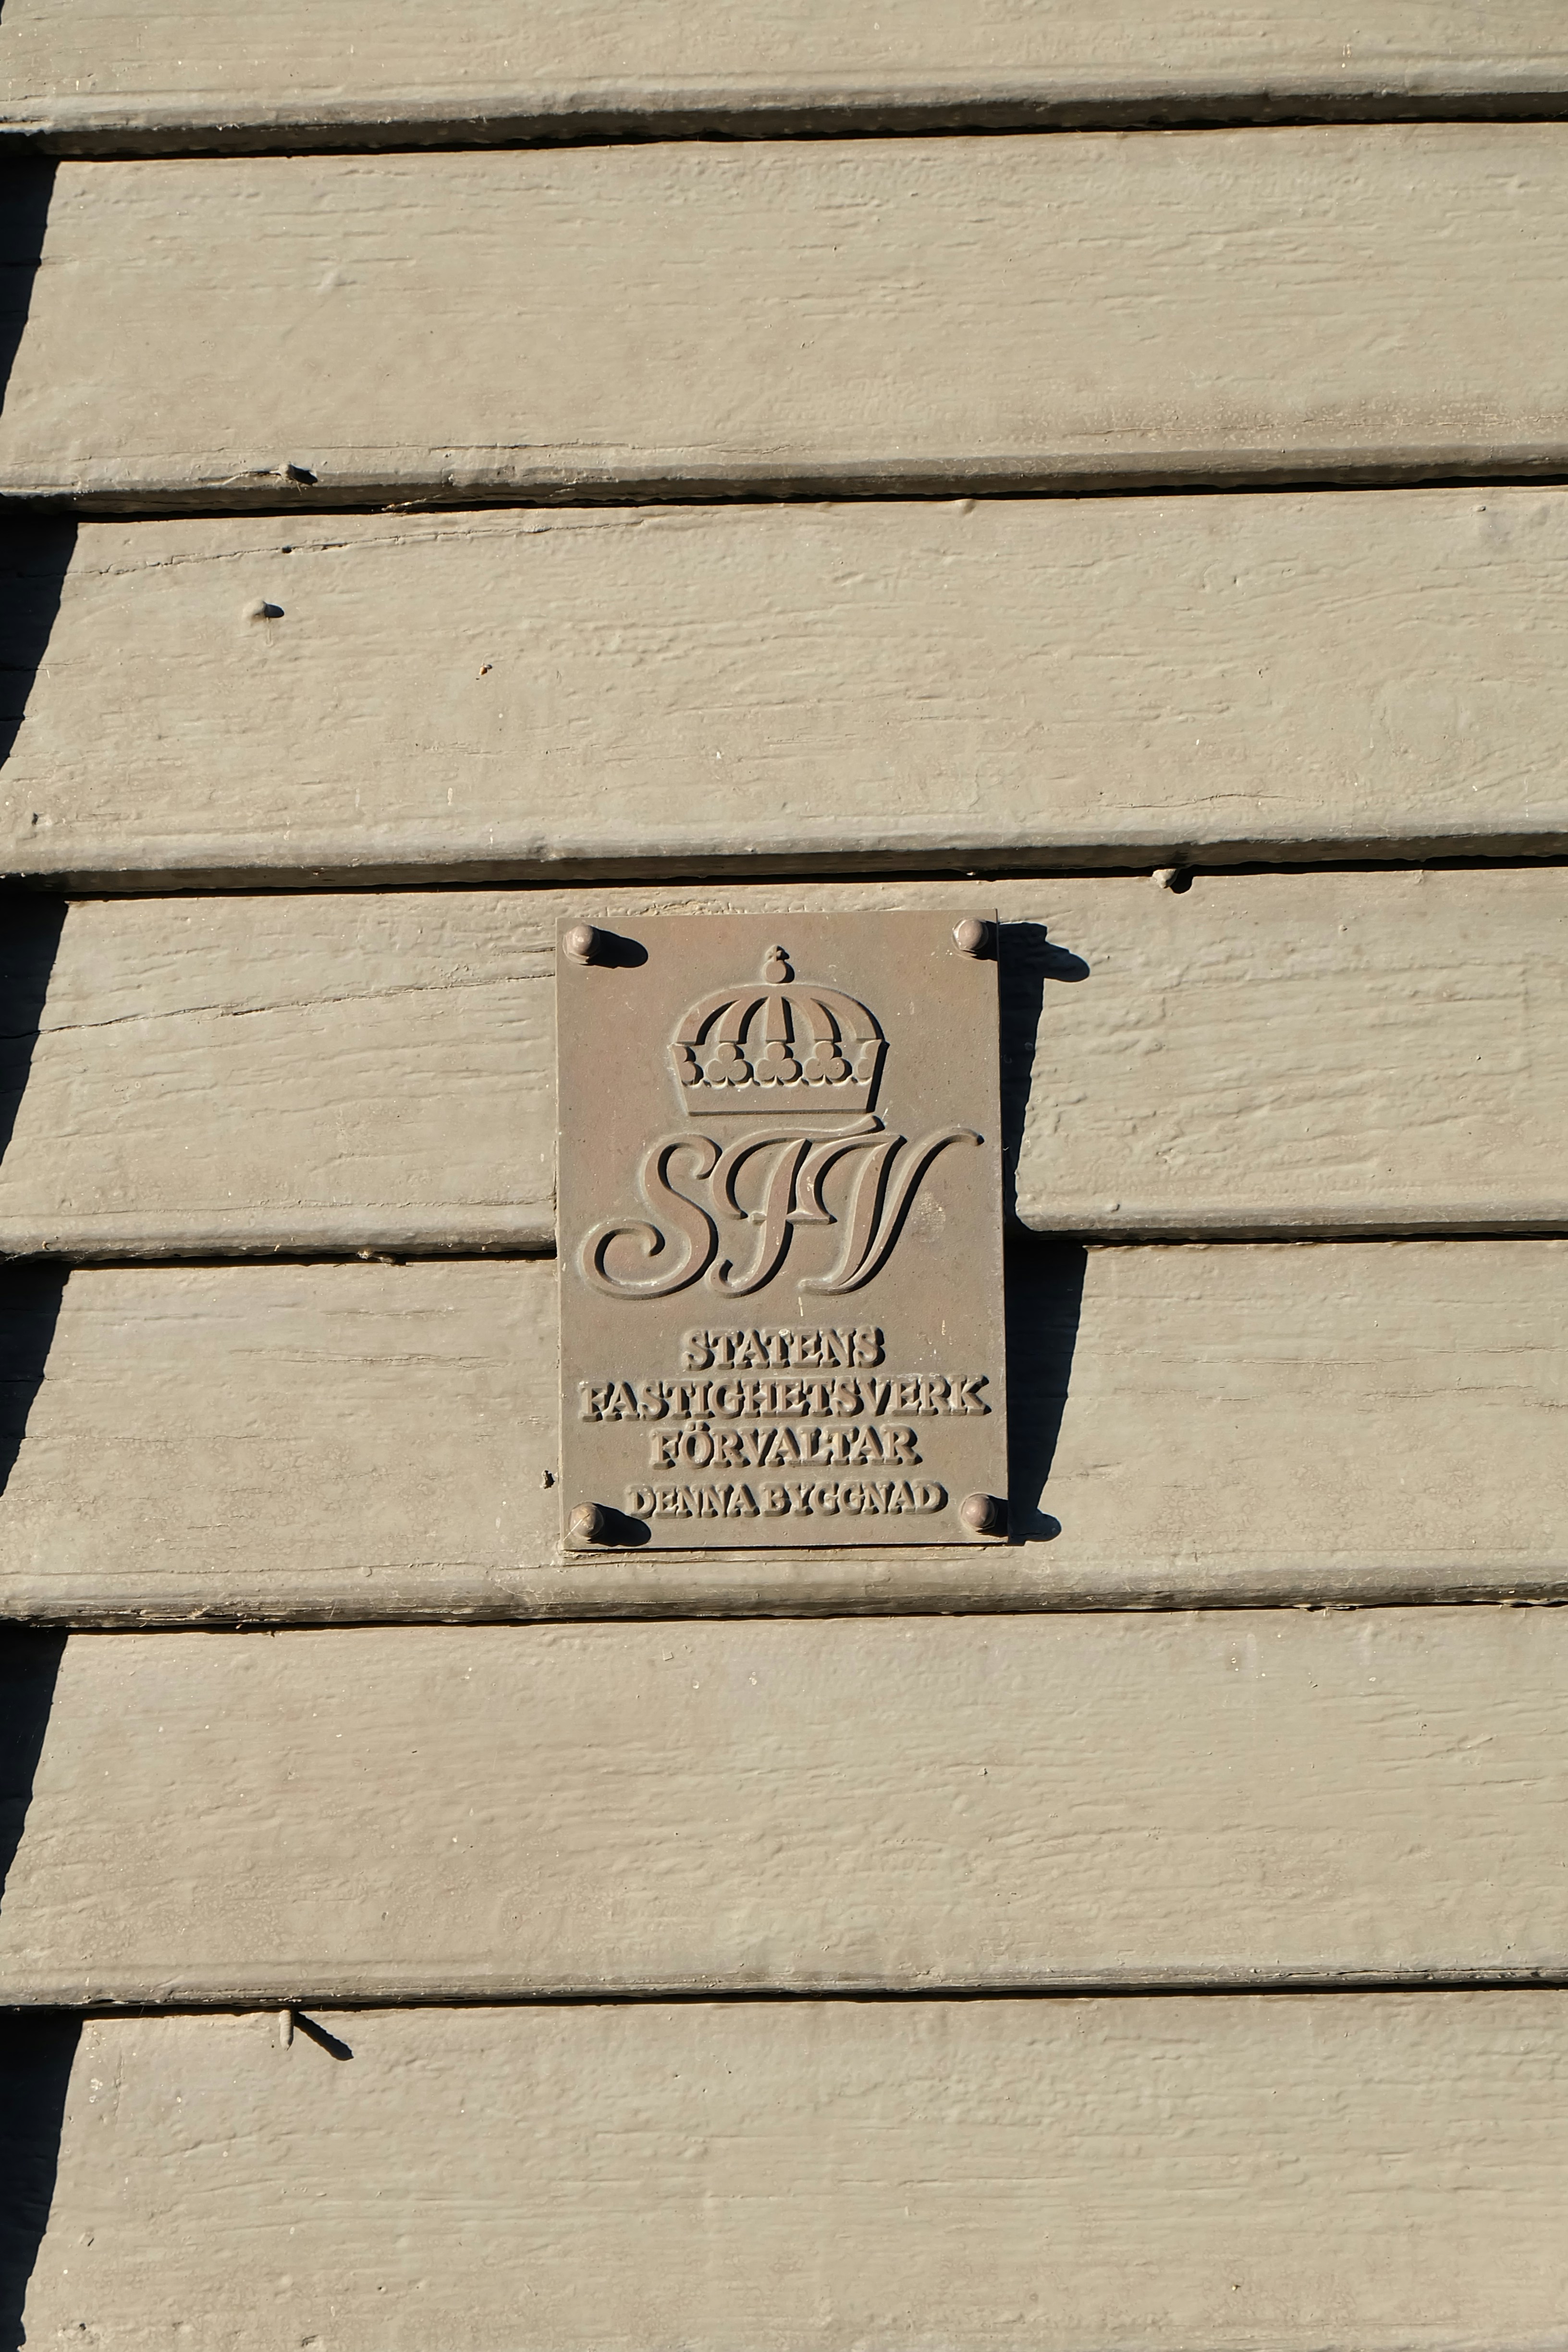 SFV
STATENS
FASTIGHETSVERK
FÖRVALTAR
DENNA BYGGNAD